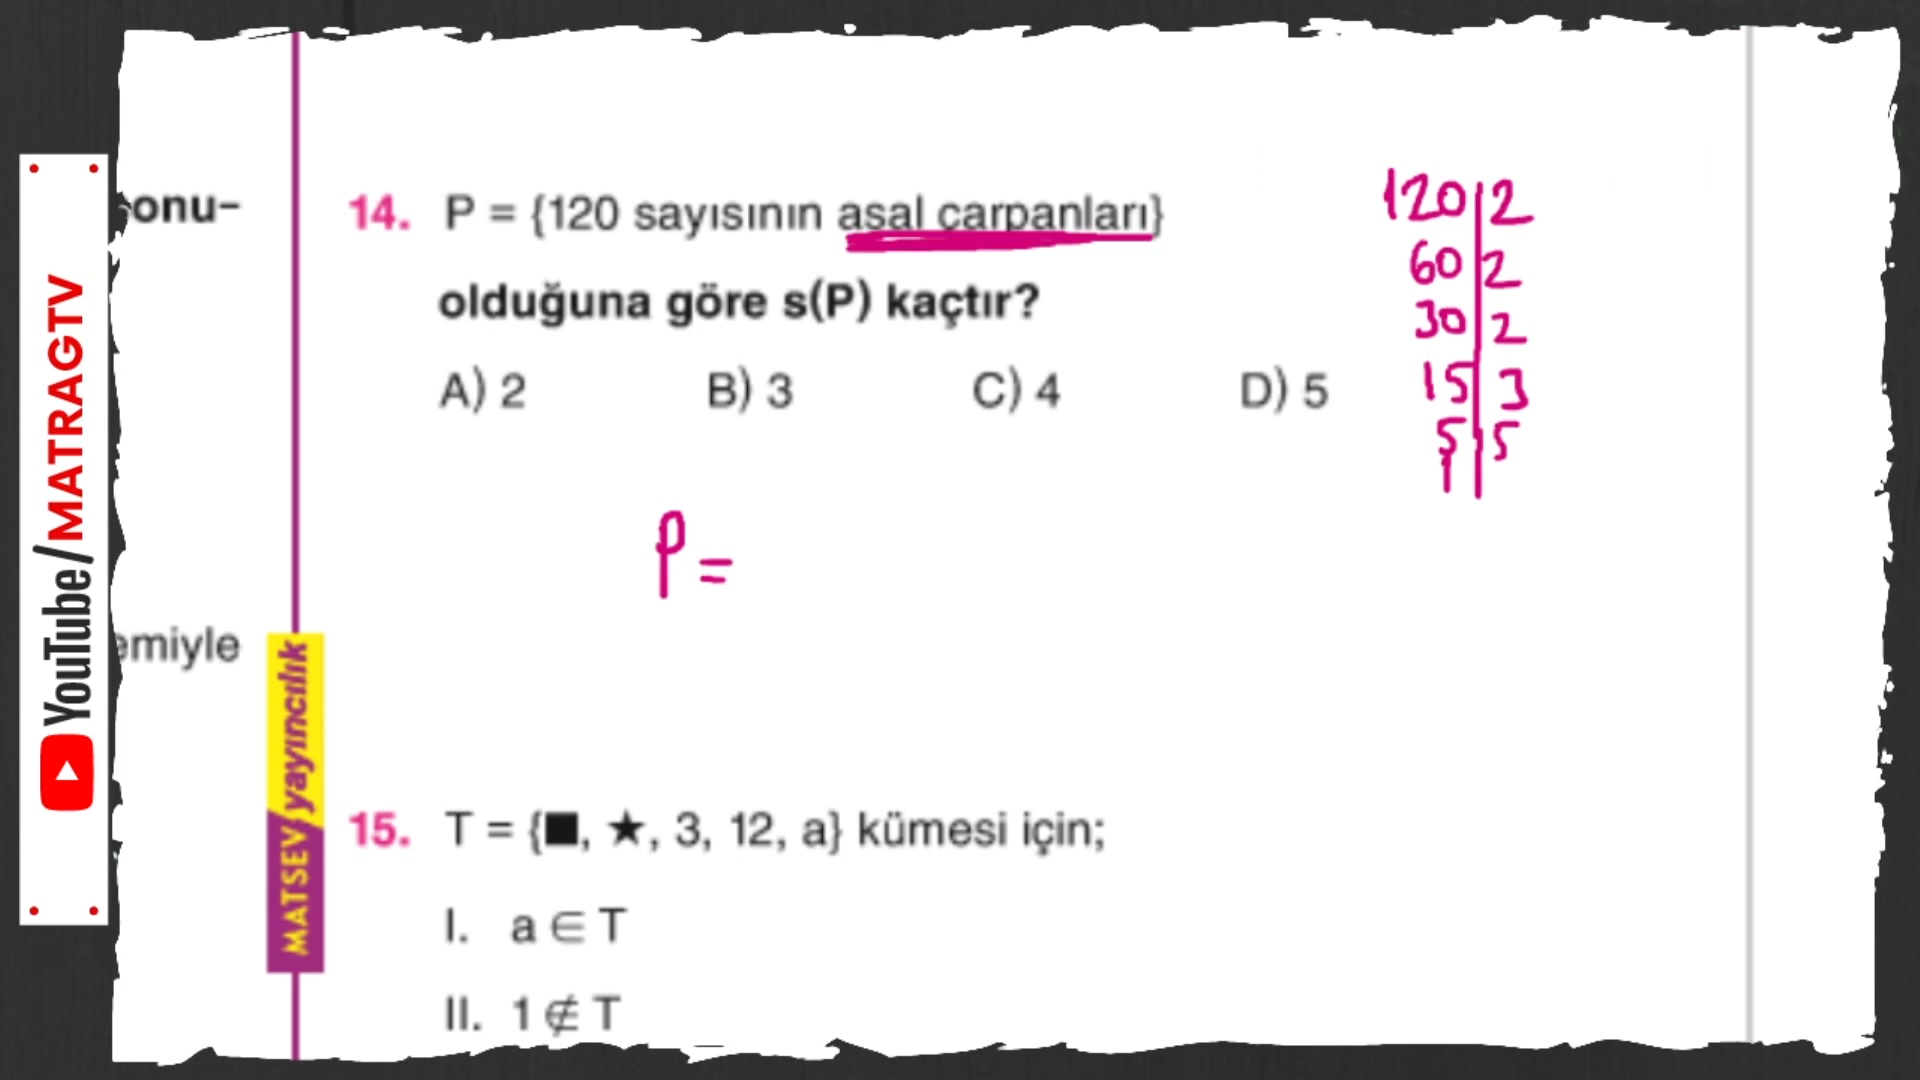 YouTube/MATRAGTV
onu-
emiyle
MATSEV yayıncılık
14. P = {120 sayısının asal çarpanları}
olduğuna göre s(P) kaçtır?
A) 2 B) 3 C) 4 D) 5
120 2
60 2
30 2
15 3
5 5
1
P =
15. T = {■, ★, 3, 12, a} kümesi için;
I. a ∈ T
II. 1 ∉ T